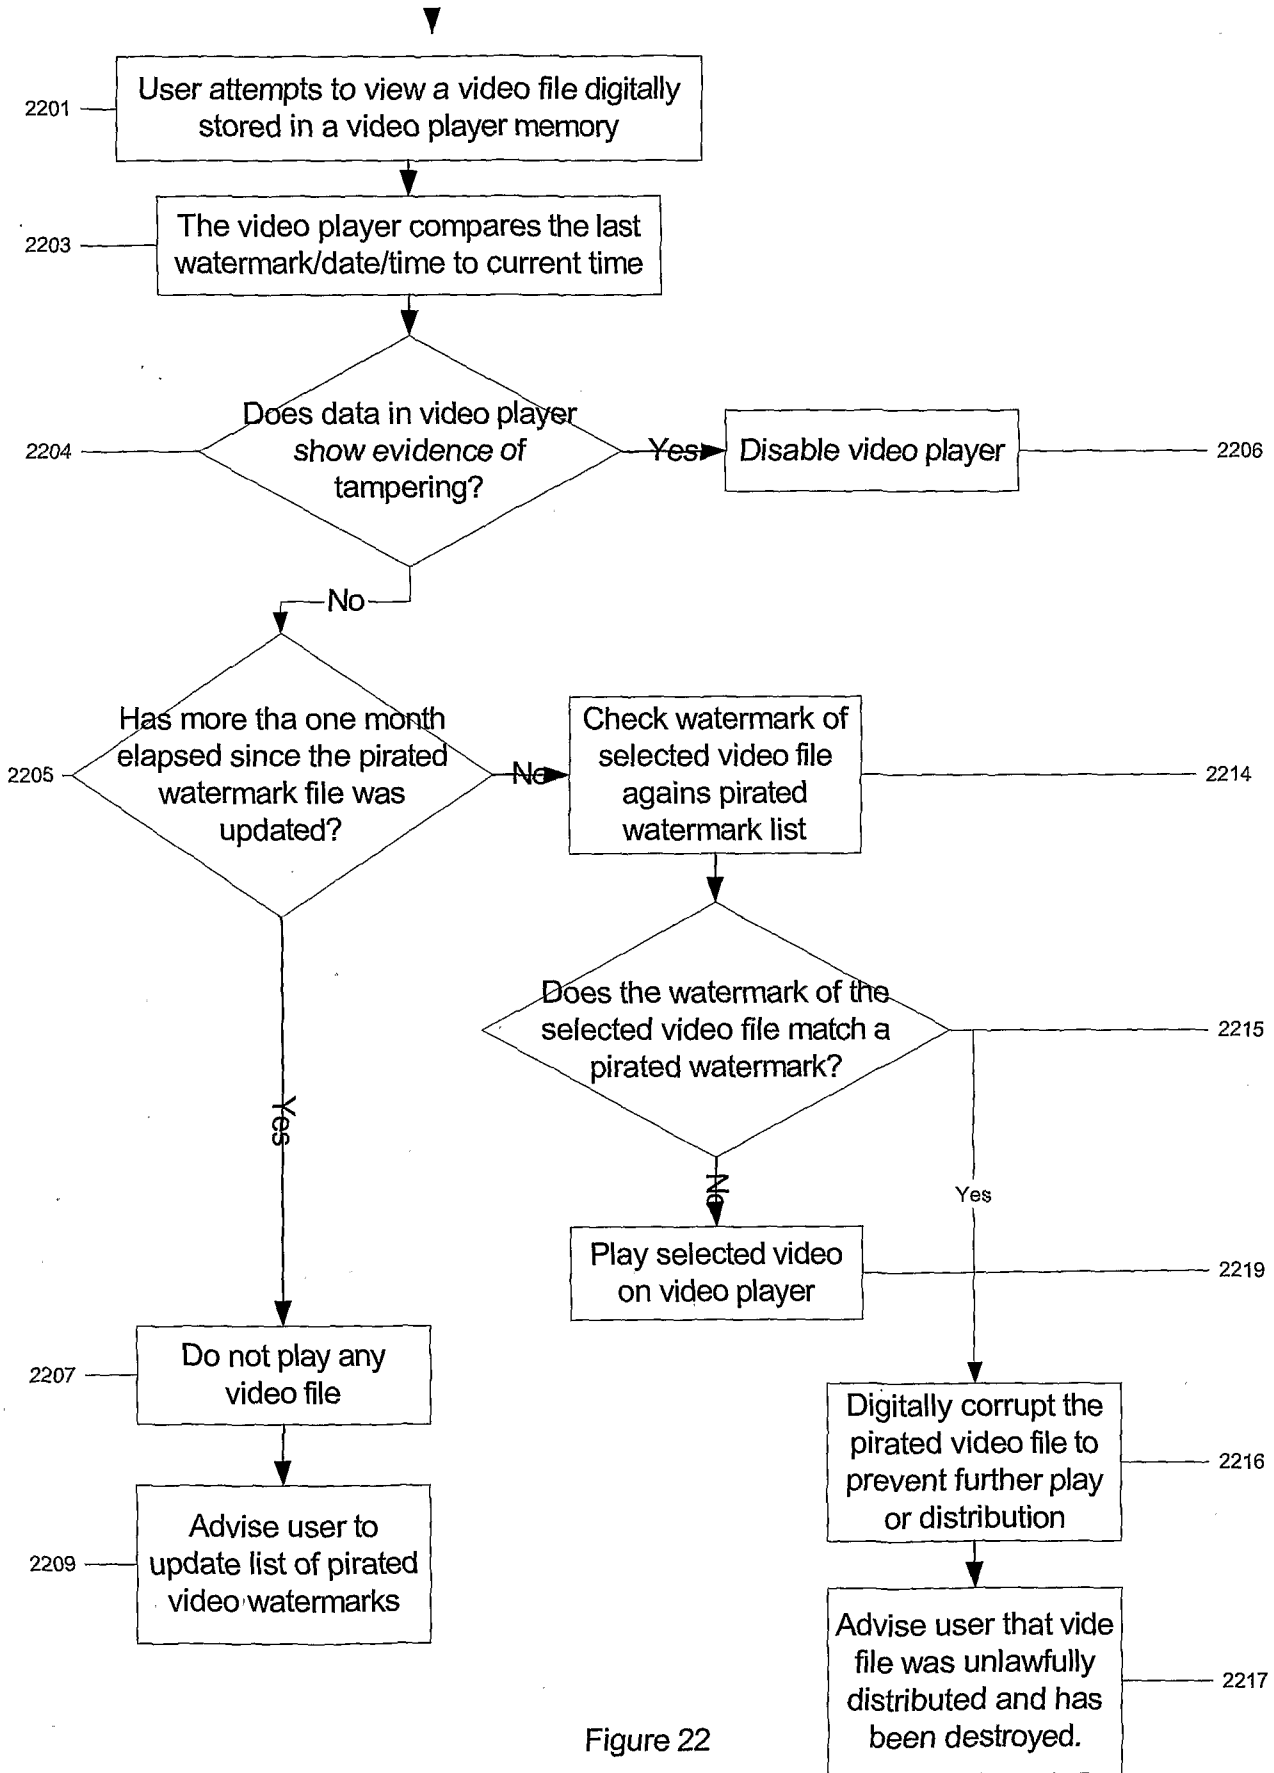 2201
User attempts to view a video file digitally
stored in a video player memory
2203
The video player compares the last
watermark/date/time to current time
2204
Does data in video player
show evidence of
tampering?
Yes
Disable video player
2206
No
2205
Has more tha one month
elapsed since the pirated
watermark file was
updated?
No
Check watermark of
selected video file
agains pirated
watermark list
2214
Does the watermark of the
selected video file match a
pirated watermark?
2215
Yes
No
Yes
Play selected video
on video player
2219
2207
Do not play any
video file
Digitally corrupt the
pirated video file to
prevent further play
or distribution
2216
2209
Advise user to
update list of pirated
video watermarks
Advise user that vide
file was unlawfully
distributed and has
been destroyed.
2217
Figure 22